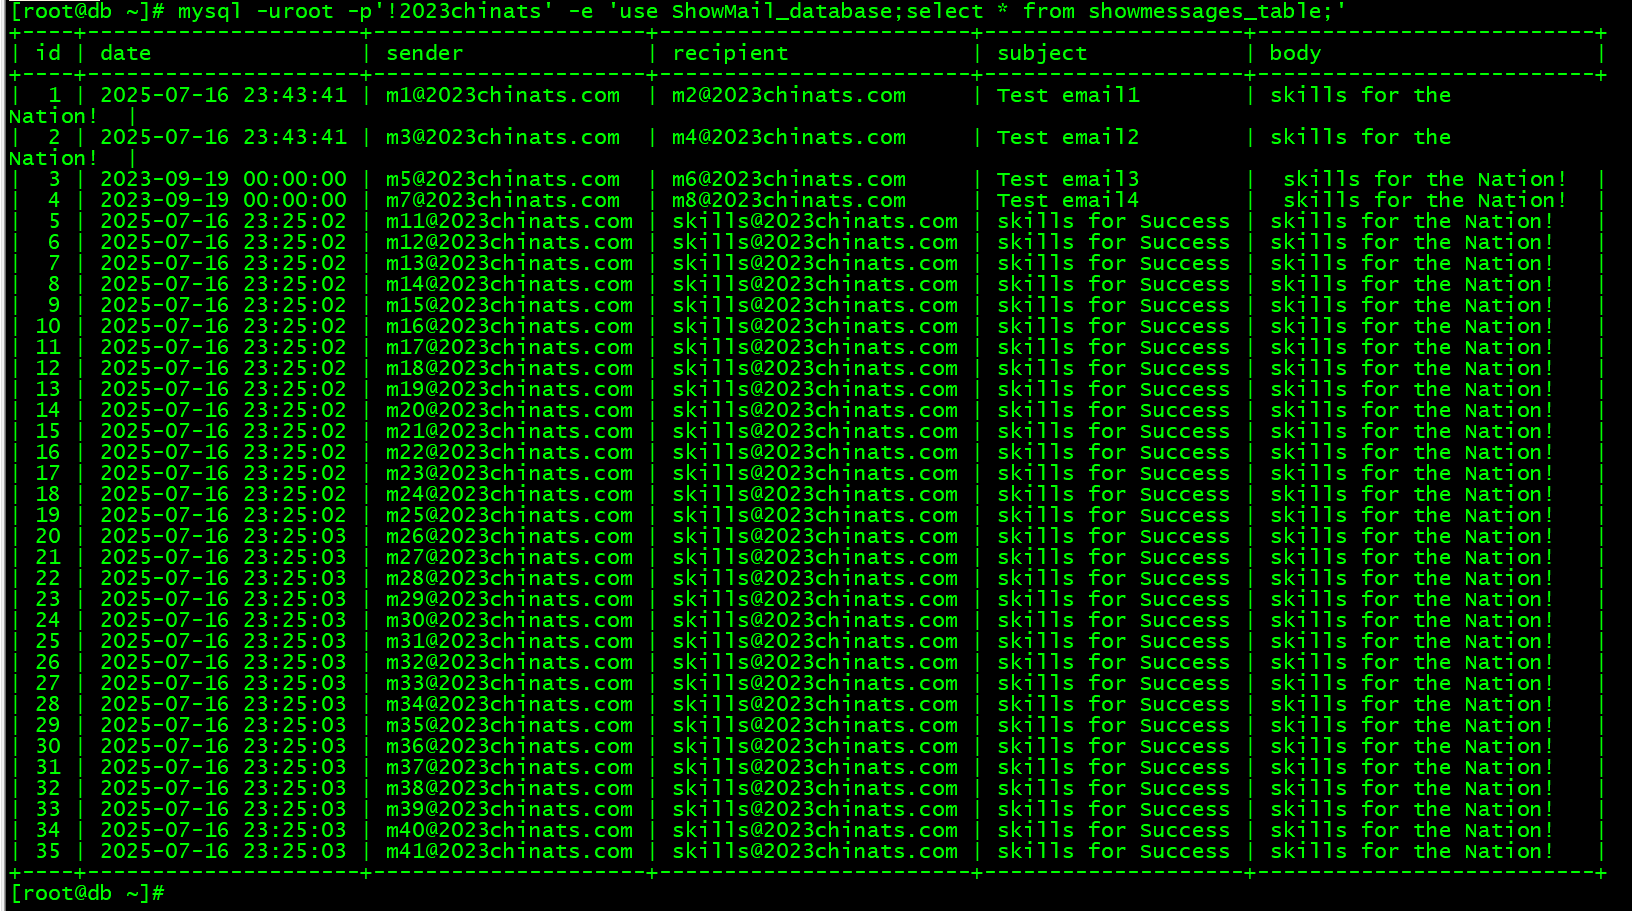 [root@db ~]# mysql -uroot -p'!2023chinats' -e 'use ShowMail_database;select * from showmessages_table;'
+----+---------------------+---------------------+------------------------+--------------------+--------------------------+
| id | date                | sender              | recipient              | subject            | body                     |
+----+---------------------+---------------------+------------------------+--------------------+--------------------------+
|  1 | 2025-07-16 23:43:41 | m1@2023chinats.com  | m2@2023chinats.com     | Test email1        | skills for the
Nation!  |
|  2 | 2025-07-16 23:43:41 | m3@2023chinats.com  | m4@2023chinats.com     | Test email2        | skills for the
Nation!  |
|  3 | 2023-09-19 00:00:00 | m5@2023chinats.com  | m6@2023chinats.com     | Test email3        |  skills for the Nation!  |
|  4 | 2023-09-19 00:00:00 | m7@2023chinats.com  | m8@2023chinats.com     | Test email4        |  skills for the Nation!  |
|  5 | 2025-07-16 23:25:02 | m11@2023chinats.com | skills@2023chinats.com | skills for Success | skills for the Nation!   |
|  6 | 2025-07-16 23:25:02 | m12@2023chinats.com | skills@2023chinats.com | skills for Success | skills for the Nation!   |
|  7 | 2025-07-16 23:25:02 | m13@2023chinats.com | skills@2023chinats.com | skills for Success | skills for the Nation!   |
|  8 | 2025-07-16 23:25:02 | m14@2023chinats.com | skills@2023chinats.com | skills for Success | skills for the Nation!   |
|  9 | 2025-07-16 23:25:02 | m15@2023chinats.com | skills@2023chinats.com | skills for Success | skills for the Nation!   |
| 10 | 2025-07-16 23:25:02 | m16@2023chinats.com | skills@2023chinats.com | skills for Success | skills for the Nation!   |
| 11 | 2025-07-16 23:25:02 | m17@2023chinats.com | skills@2023chinats.com | skills for Success | skills for the Nation!   |
| 12 | 2025-07-16 23:25:02 | m18@2023chinats.com | skills@2023chinats.com | skills for Success | skills for the Nation!   |
| 13 | 2025-07-16 23:25:02 | m19@2023chinats.com | skills@2023chinats.com | skills for Success | skills for the Nation!   |
| 14 | 2025-07-16 23:25:02 | m20@2023chinats.com | skills@2023chinats.com | skills for Success | skills for the Nation!   |
| 15 | 2025-07-16 23:25:02 | m21@2023chinats.com | skills@2023chinats.com | skills for Success | skills for the Nation!   |
| 16 | 2025-07-16 23:25:02 | m22@2023chinats.com | skills@2023chinats.com | skills for Success | skills for the Nation!   |
| 17 | 2025-07-16 23:25:02 | m23@2023chinats.com | skills@2023chinats.com | skills for Success | skills for the Nation!   |
| 18 | 2025-07-16 23:25:02 | m24@2023chinats.com | skills@2023chinats.com | skills for Success | skills for the Nation!   |
| 19 | 2025-07-16 23:25:02 | m25@2023chinats.com | skills@2023chinats.com | skills for Success | skills for the Nation!   |
| 20 | 2025-07-16 23:25:03 | m26@2023chinats.com | skills@2023chinats.com | skills for Success | skills for the Nation!   |
| 21 | 2025-07-16 23:25:03 | m27@2023chinats.com | skills@2023chinats.com | skills for Success | skills for the Nation!   |
| 22 | 2025-07-16 23:25:03 | m28@2023chinats.com | skills@2023chinats.com | skills for Success | skills for the Nation!   |
| 23 | 2025-07-16 23:25:03 | m29@2023chinats.com | skills@2023chinats.com | skills for Success | skills for the Nation!   |
| 24 | 2025-07-16 23:25:03 | m30@2023chinats.com | skills@2023chinats.com | skills for Success | skills for the Nation!   |
| 25 | 2025-07-16 23:25:03 | m31@2023chinats.com | skills@2023chinats.com | skills for Success | skills for the Nation!   |
| 26 | 2025-07-16 23:25:03 | m32@2023chinats.com | skills@2023chinats.com | skills for Success | skills for the Nation!   |
| 27 | 2025-07-16 23:25:03 | m33@2023chinats.com | skills@2023chinats.com | skills for Success | skills for the Nation!   |
| 28 | 2025-07-16 23:25:03 | m34@2023chinats.com | skills@2023chinats.com | skills for Success | skills for the Nation!   |
| 29 | 2025-07-16 23:25:03 | m35@2023chinats.com | skills@2023chinats.com | skills for Success | skills for the Nation!   |
| 30 | 2025-07-16 23:25:03 | m36@2023chinats.com | skills@2023chinats.com | skills for Success | skills for the Nation!   |
| 31 | 2025-07-16 23:25:03 | m37@2023chinats.com | skills@2023chinats.com | skills for Success | skills for the Nation!   |
| 32 | 2025-07-16 23:25:03 | m38@2023chinats.com | skills@2023chinats.com | skills for Success | skills for the Nation!   |
| 33 | 2025-07-16 23:25:03 | m39@2023chinats.com | skills@2023chinats.com | skills for Success | skills for the Nation!   |
| 34 | 2025-07-16 23:25:03 | m40@2023chinats.com | skills@2023chinats.com | skills for Success | skills for the Nation!   |
| 35 | 2025-07-16 23:25:03 | m41@2023chinats.com | skills@2023chinats.com | skills for Success | skills for the Nation!   |
+----+---------------------+---------------------+------------------------+--------------------+--------------------------+
[root@db ~]#